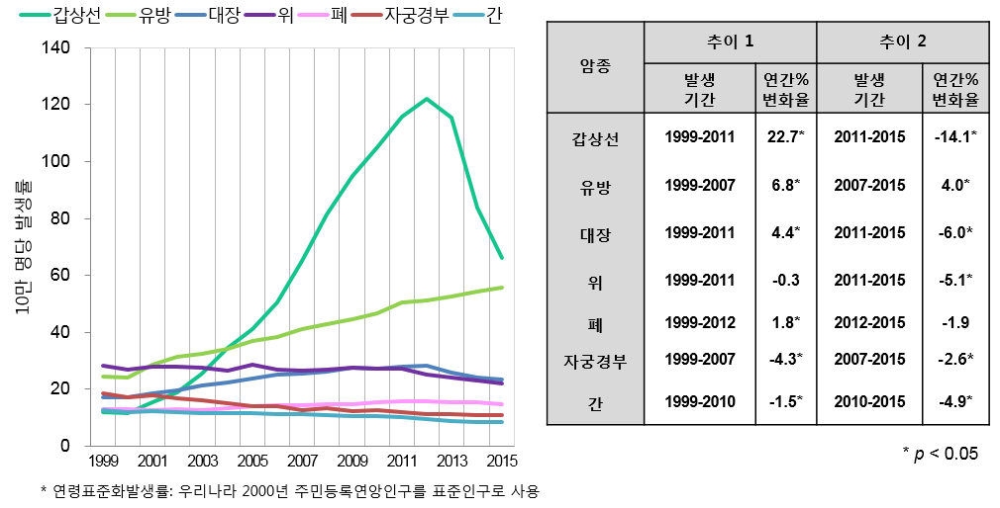 갑상선 유방 대장 위 폐 자궁경부 간
10만 명당 발생률
140
120
100
80
60
40
20
0
1999 2001 2003 2005 2007 2009 2011 2013 2015
암종 추이 1 추이 2
발생 기간 연간% 변화율 발생 기간 연간% 변화율
갑상선 1999-2011 22.7* 2011-2015 -14.1*
유방 1999-2007 6.8* 2007-2015 4.0*
대장 1999-2011 4.4* 2011-2015 -6.0*
위 1999-2011 -0.3 2011-2015 -5.1*
폐 1999-2012 1.8* 2012-2015 -1.9
자궁경부 1999-2007 -4.3* 2007-2015 -2.6*
간 1999-2010 -1.5* 2010-2015 -4.9*
* p < 0.05
* 연령표준화발생률: 우리나라 2000년 주민등록연앙인구를 표준인구로 사용